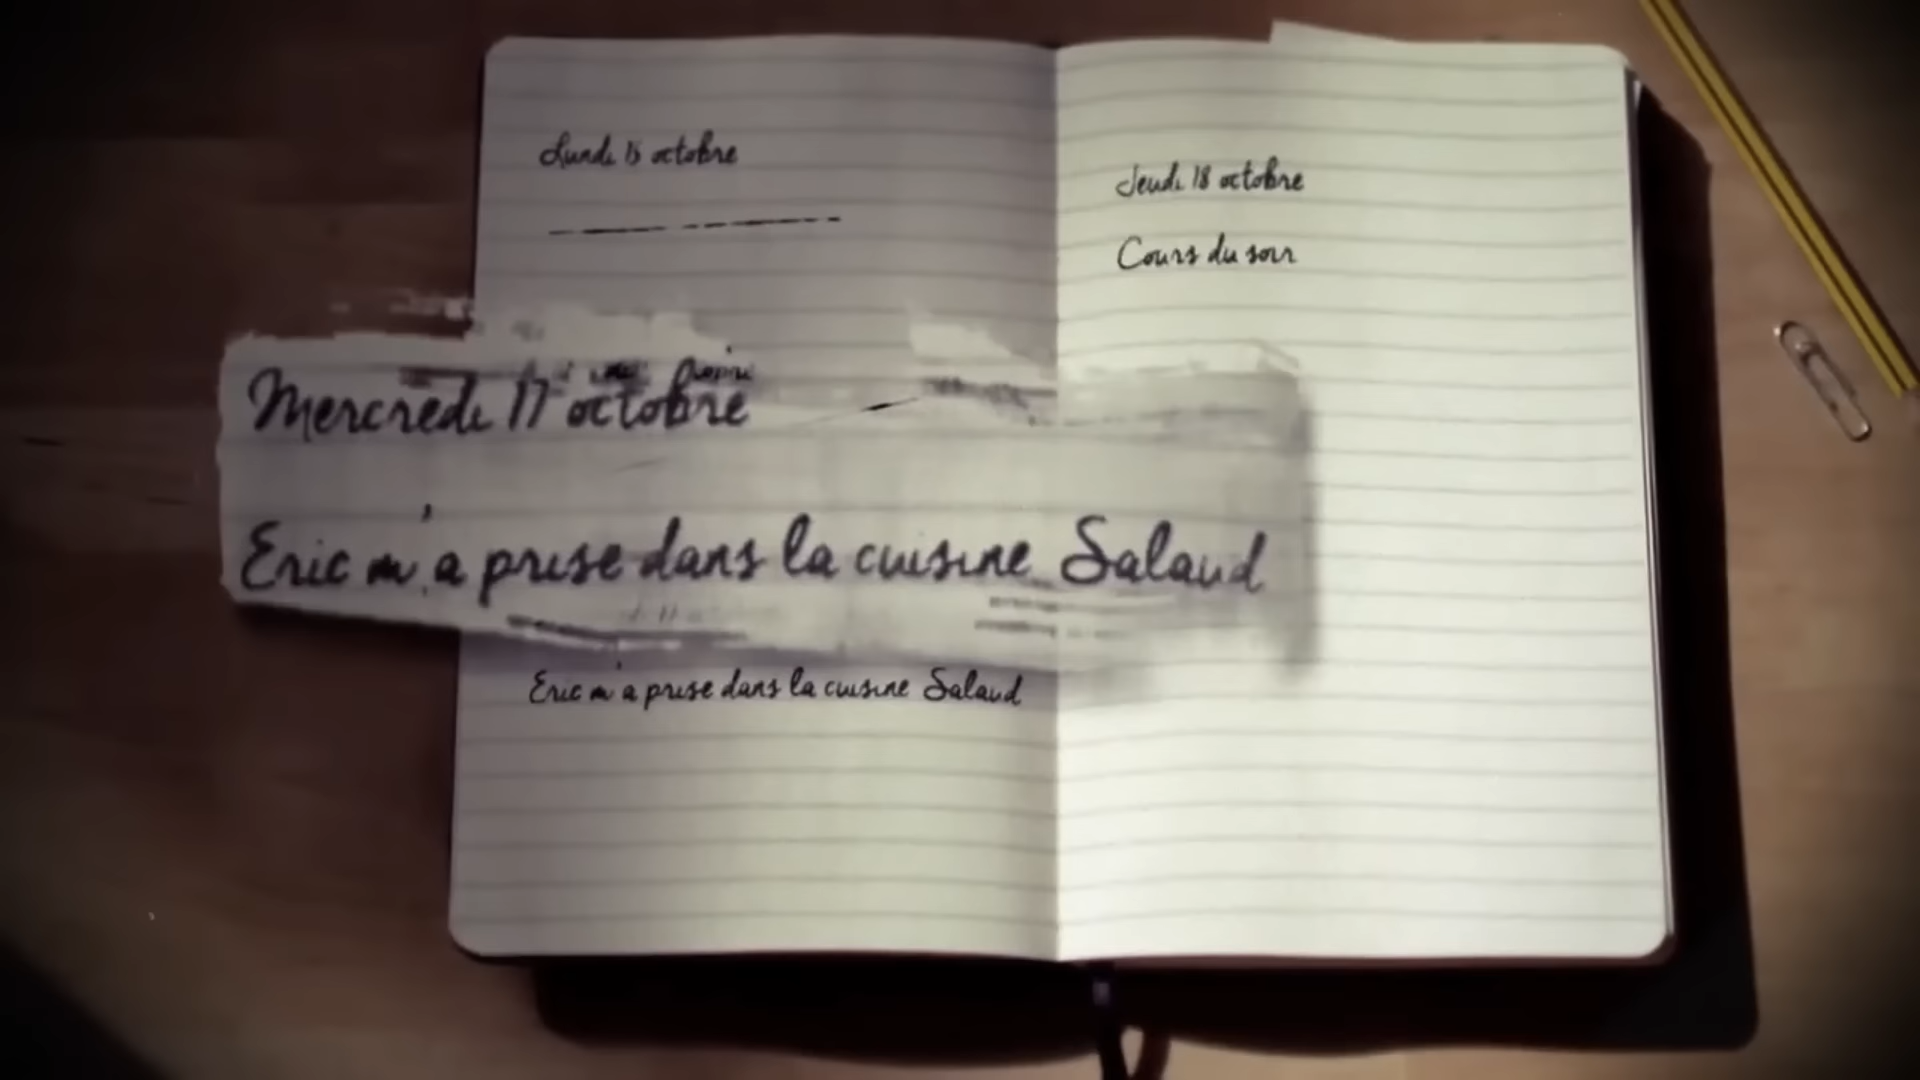 Lundi 15 octobre
Mercredi 17 octobre
Eric m'a prise dans la cuisine Salaud
Eric m'a prise dans la cuisine Salaud
Jeudi 18 octobre
Cours du soir